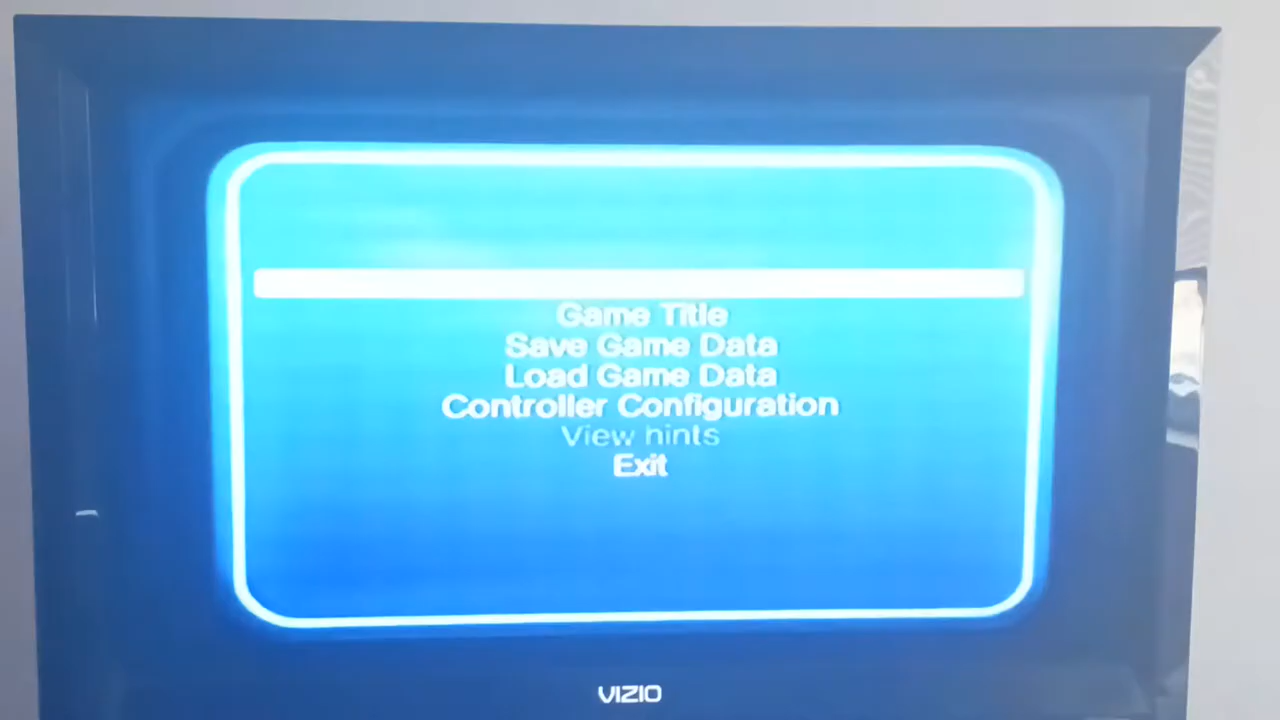 Game Title
Save Game Data
Load Game Data
Controller Configuration
View hints
Exit
VIZIO